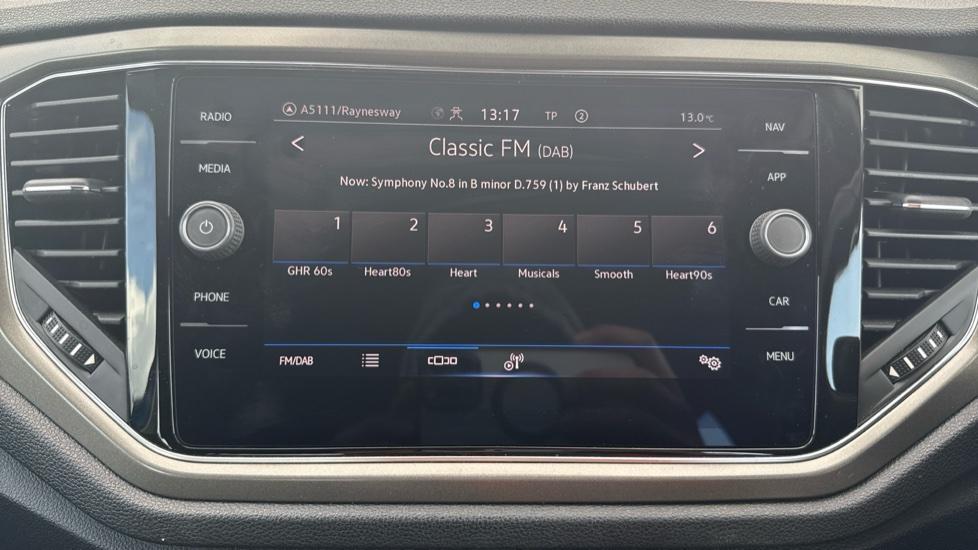 RADIO
MEDIA
PHONE
VOICE
A5111/Raynesway 13:17 TP 2 13.0°C
< Classic FM (DAB) >
Now: Symphony No.8 in B minor D.759 (1) by Franz Schubert
1 2 3 4 5 6
GHR 60s Heart80s Heart Musicals Smooth Heart90s
FM/DAB
NAV
APP
CAR
MENU